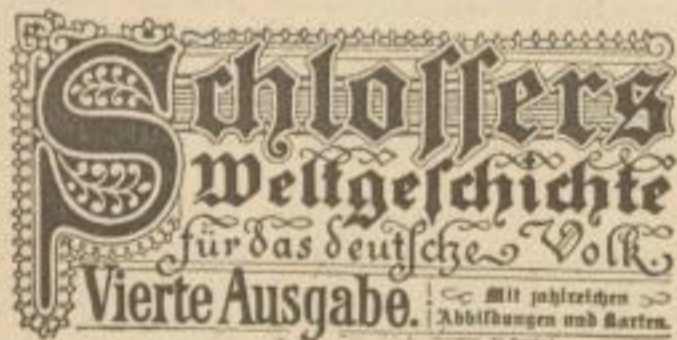 Schlossers
Weltgeschichte
für das deutsche Volk
Vierte Ausgabe.
Mit zahlreichen
Abbildungen und Karten.